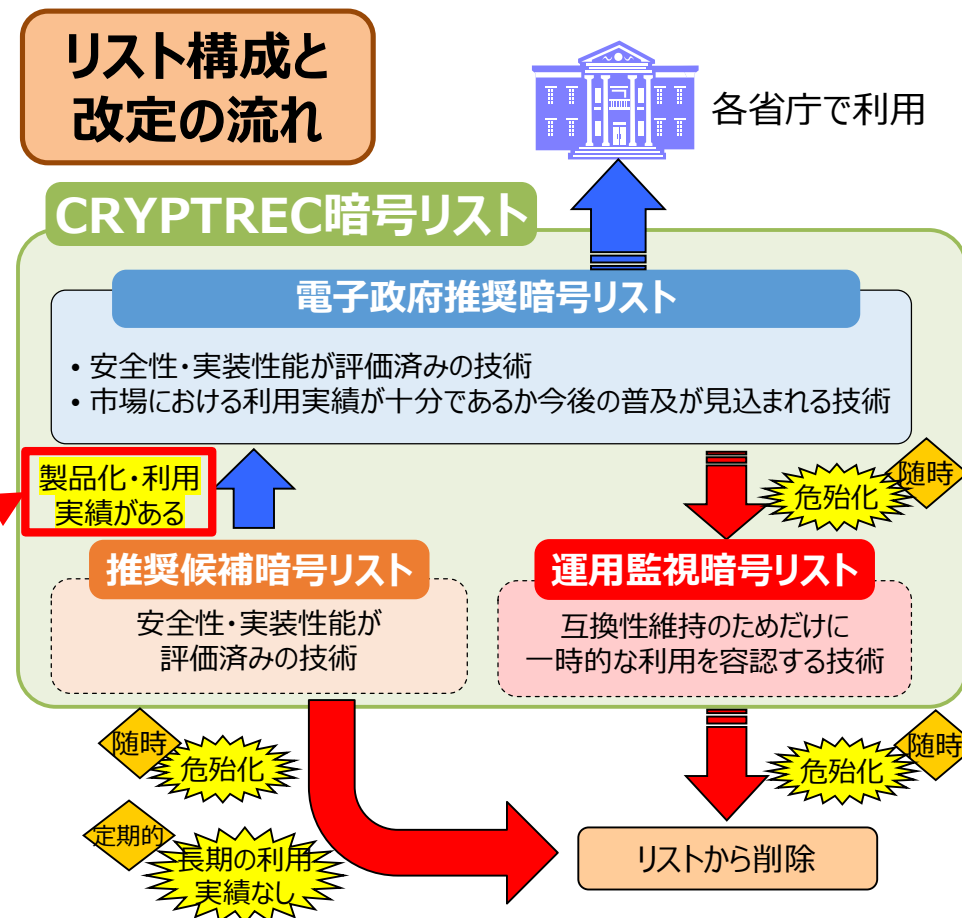 リスト構成と
改定の流れ
各省庁で利用
CRYPTREC暗号リスト
電子政府推奨暗号リスト
• 安全性・実装性能が評価済みの技術
• 市場における利用実績が十分であるか今後の普及が見込まれる技術
製品化・利用
実績がある
危殆化
随時
推奨候補暗号リスト
安全性・実装性能が
評価済みの技術
運用監視暗号リスト
互換性維持のためだけに
一時的な利用を容認する技術
随時
危殆化
定期的
長期の利用
実績なし
危殆化
随時
リストから削除